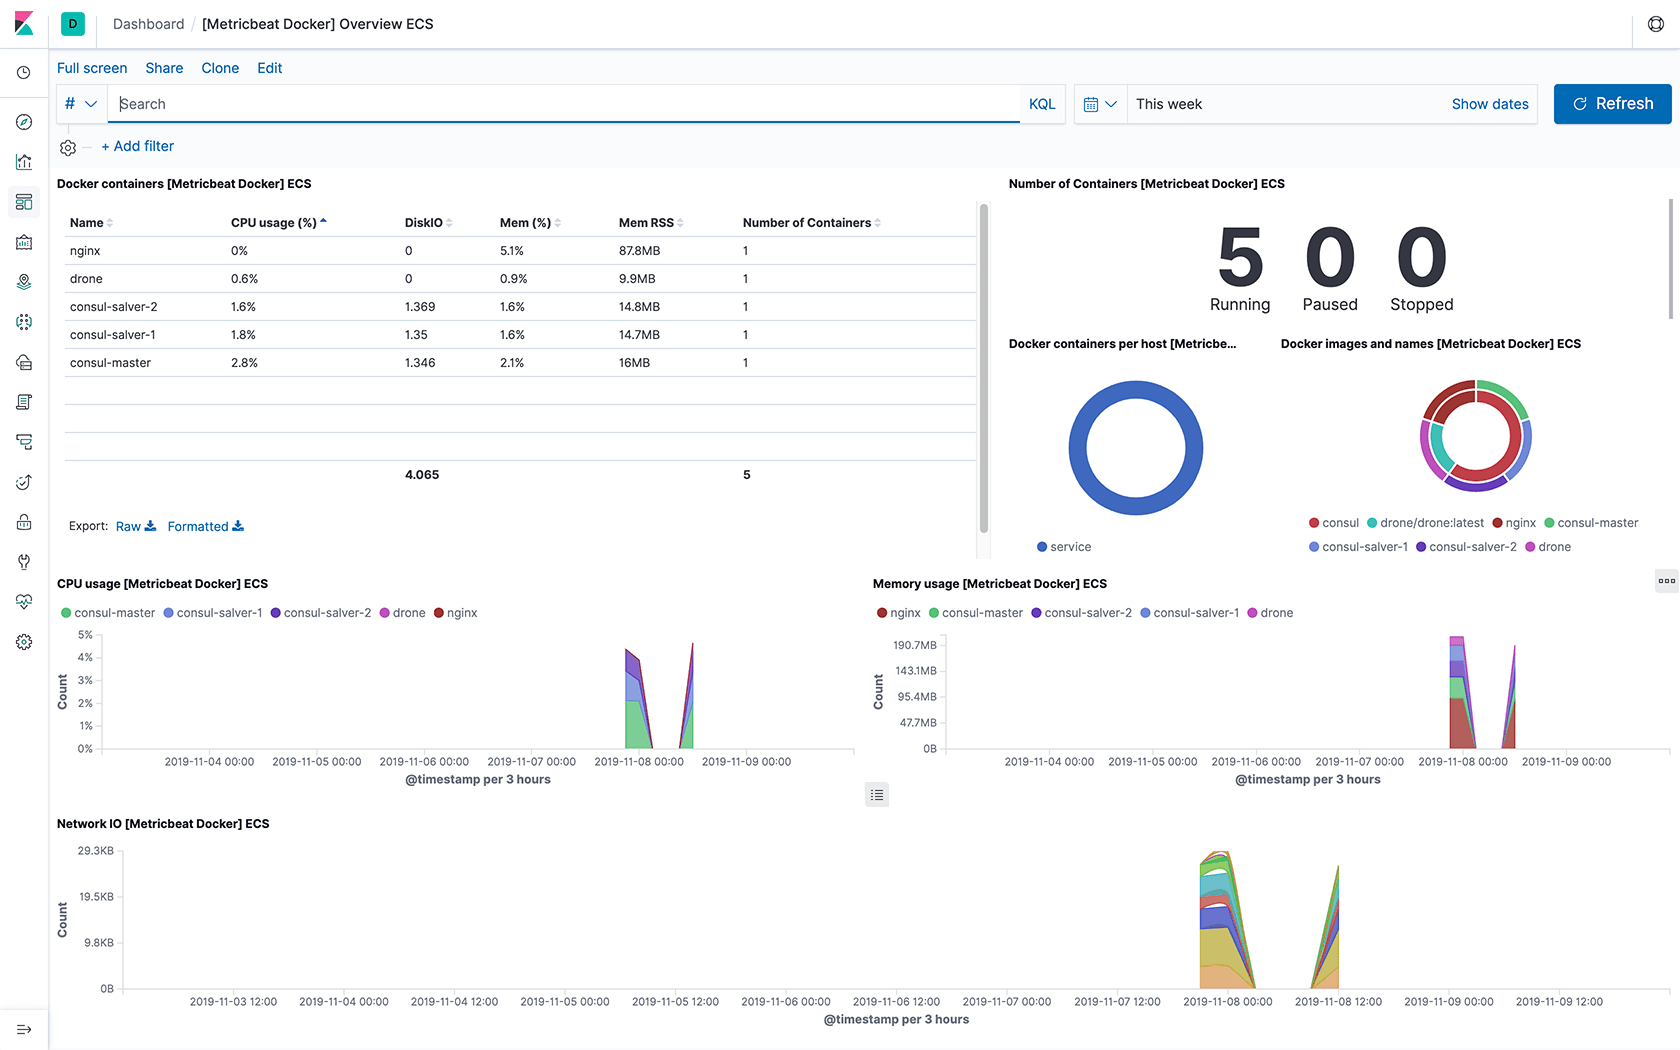 D Dashboard / [Metricbeat Docker] Overview ECS
Full screen Share Clone Edit
# Search KQL This week Show dates Refresh
+ Add filter
Docker containers [Metricbeat Docker] ECS
Name CPU usage (%) DiskIO Mem (%) Mem RSS Number of Containers
nginx 0% 0 5.1% 87.8MB 1
drone 0.6% 0 0.9% 9.9MB 1
consul-salver-2 1.6% 1.369 1.6% 14.8MB 1
consul-salver-1 1.8% 1.35 1.6% 14.7MB 1
consul-master 2.8% 1.346 2.1% 16MB 1
4.065 5
Export: Raw Formatted
Number of Containers [Metricbeat Docker] ECS
5 0 0
Running Paused Stopped
Docker containers per host [Metricbe...
service
Docker images and names [Metricbeat Docker] ECS
consul drone/drone:latest nginx consul-master
consul-salver-1 consul-salver-2 drone
CPU usage [Metricbeat Docker] ECS
consul-master consul-salver-1 consul-salver-2 drone nginx
5%
4%
3%
2%
1%
0%
Count
2019-11-04 00:00 2019-11-05 00:00 2019-11-06 00:00 2019-11-07 00:00 2019-11-08 00:00 2019-11-09 00:00
@timestamp per 3 hours
Memory usage [Metricbeat Docker] ECS
nginx consul-master consul-salver-2 consul-salver-1 drone
190.7MB
143.1MB
95.4MB
47.7MB
0B
Count
2019-11-04 00:00 2019-11-05 00:00 2019-11-06 00:00 2019-11-07 00:00 2019-11-08 00:00 2019-11-09 00:00
@timestamp per 3 hours
Network IO [Metricbeat Docker] ECS
29.3KB
19.5KB
9.8KB
0B
Count
2019-11-03 12:00 2019-11-04 00:00 2019-11-04 12:00 2019-11-05 00:00 2019-11-05 12:00 2019-11-06 00:00 2019-11-06 12:00 2019-11-07 00:00 2019-11-07 12:00 2019-11-08 00:00 2019-11-08 12:00 2019-11-09 00:00 2019-11-09 12:00
@timestamp per 3 hours